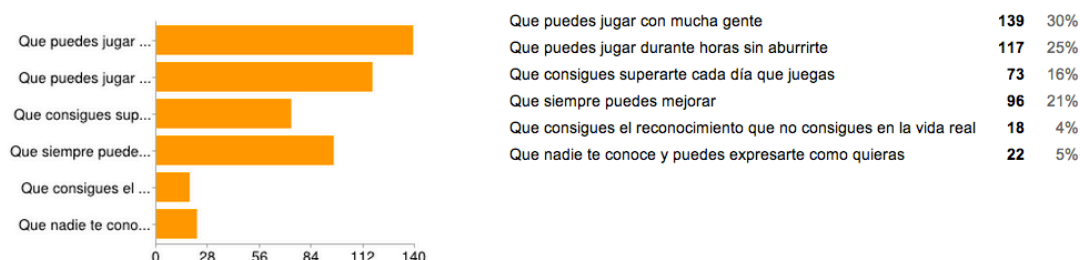 Que puedes jugar ...
Que puedes jugar ...
Que consigues sup...
Que siempre puede...
Que consigues el ...
Que nadie te cono...
0 28 56 84 112 140
Que puedes jugar con mucha gente 139 30%
Que puedes jugar durante horas sin aburrirte 117 25%
Que consigues superarte cada día que juegas 73 16%
Que siempre puedes mejorar 96 21%
Que consigues el reconocimiento que no consigues en la vida real 18 4%
Que nadie te conoce y puedes expresarte como quieras 22 5%